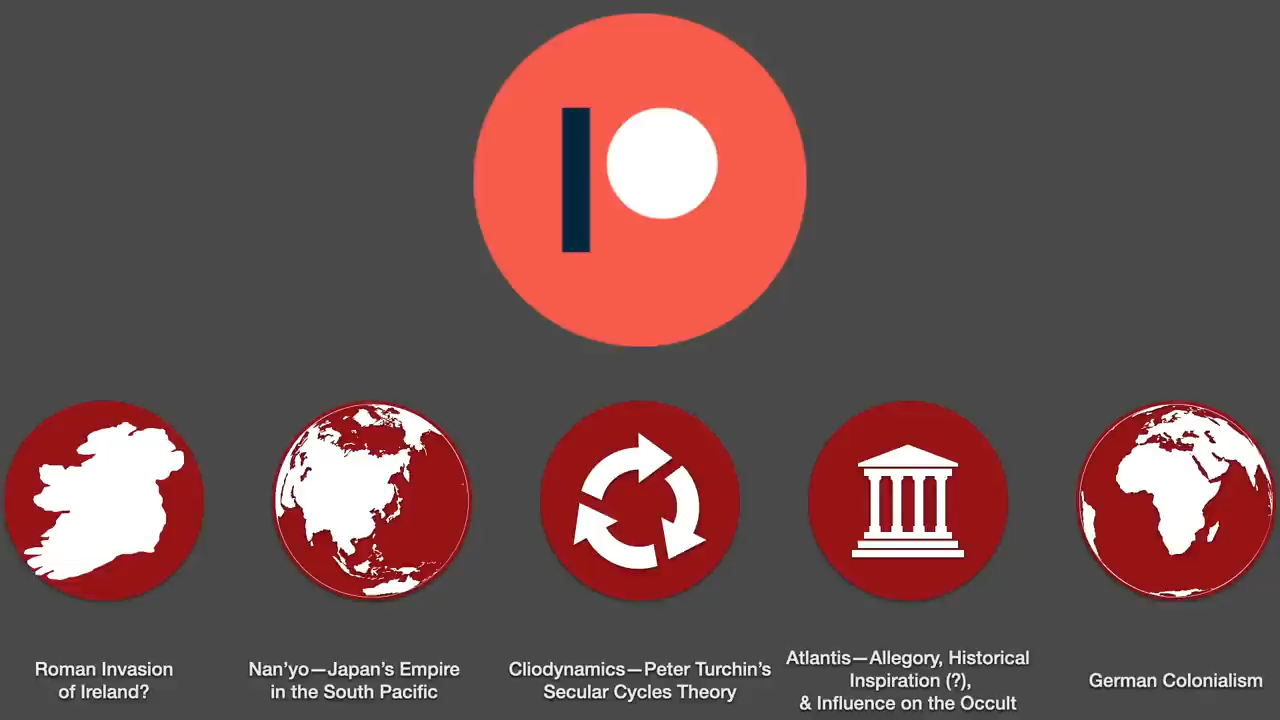 Roman Invasion
of Ireland?
Nan’yo—Japan’s Empire
in the South Pacific
Cliodynamics—Peter Turchin’s
Secular Cycles Theory
Atlantis—Allegory, Historical
Inspiration (?),
& Influence on the Occult
German Colonialism